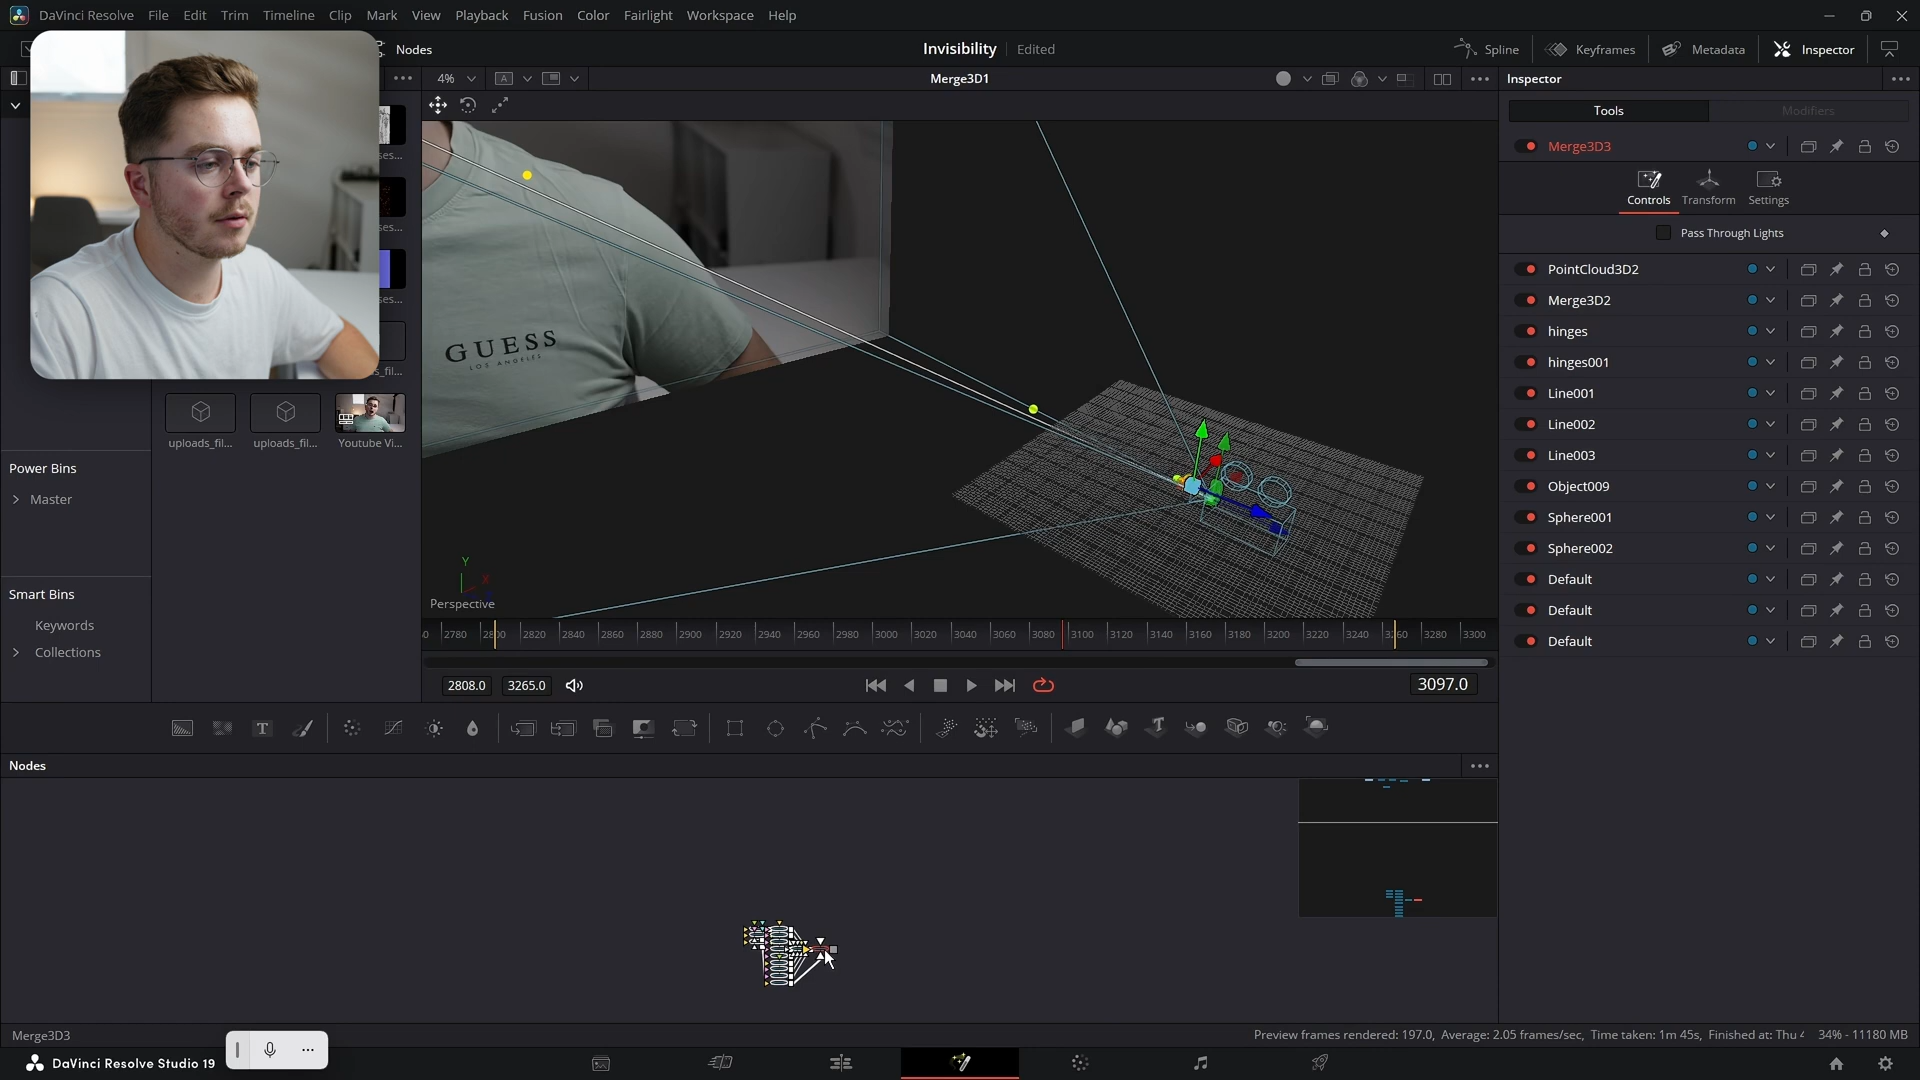 DaVinci Resolve File Edit Trim Timeline Clip Mark View Playback Fusion Color Fairlight Workspace Help
Nodes Invisibility Edited Spline Keyframes Metadata Inspector
4% A Merge3D1 Inspector
Tools Modifiers
Merge3D3
Controls Transform Settings
Pass Through Lights
PointCloud3D2
Merge3D2
hinges
hinges001
Line001
Line002
Line003
Object009
Sphere001
Sphere002
Default
Default
Default
ses...
ses...
ses...
s_fil...
uploads_fil... uploads_fil... Youtube Vi...
Power Bins
Master
Smart Bins
Keywords
Collections
GUESS
LOS ANGELES
Y
X
Perspective
2780 2820 2840 2860 2880 2900 2920 2940 2960 2980 3000 3020 3040 3060 3080 3100 3120 3140 3160 3180 3200 3220 3240 3280 3300
2808.0 3265.0 3097.0
Nodes
Merge3D3 Preview frames rendered: 197.0, Average: 2.05 frames/sec, Time taken: 1m 45s, Finished at: Thu 34% - 11180 MB
DaVinci Resolve Studio 19